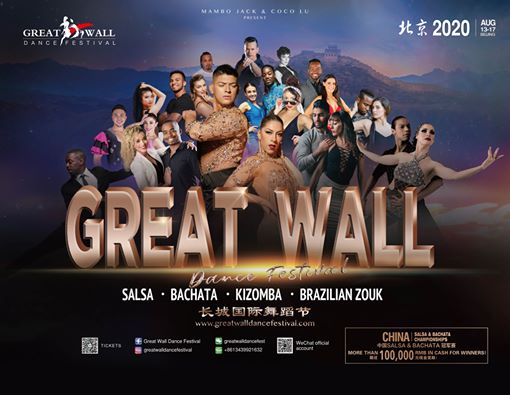 MAMBO JACK & COCO LU
PRESENT
GREAT WALL
DANCE FESTIVAL
北京 2020
AUG
13-17
BEIJING
GREAT WALL
Dance Festival
SALSA · BACHATA · KIZOMBA · BRAZILIAN ZOUK
长城国际舞蹈节
www.greatwalldancefestival.com
TICKETS
Great Wall Dance Festival
greatwalldancefestival
greatwalldancefestival
+8613439921632
WeChat official
account
CHINA SALSA & BACHATA
CHAMPIONSHIPS
中国SALSA & BACHATA 冠军赛
MORE THAN 100,000 RMB IN CASH FOR WINNERS!